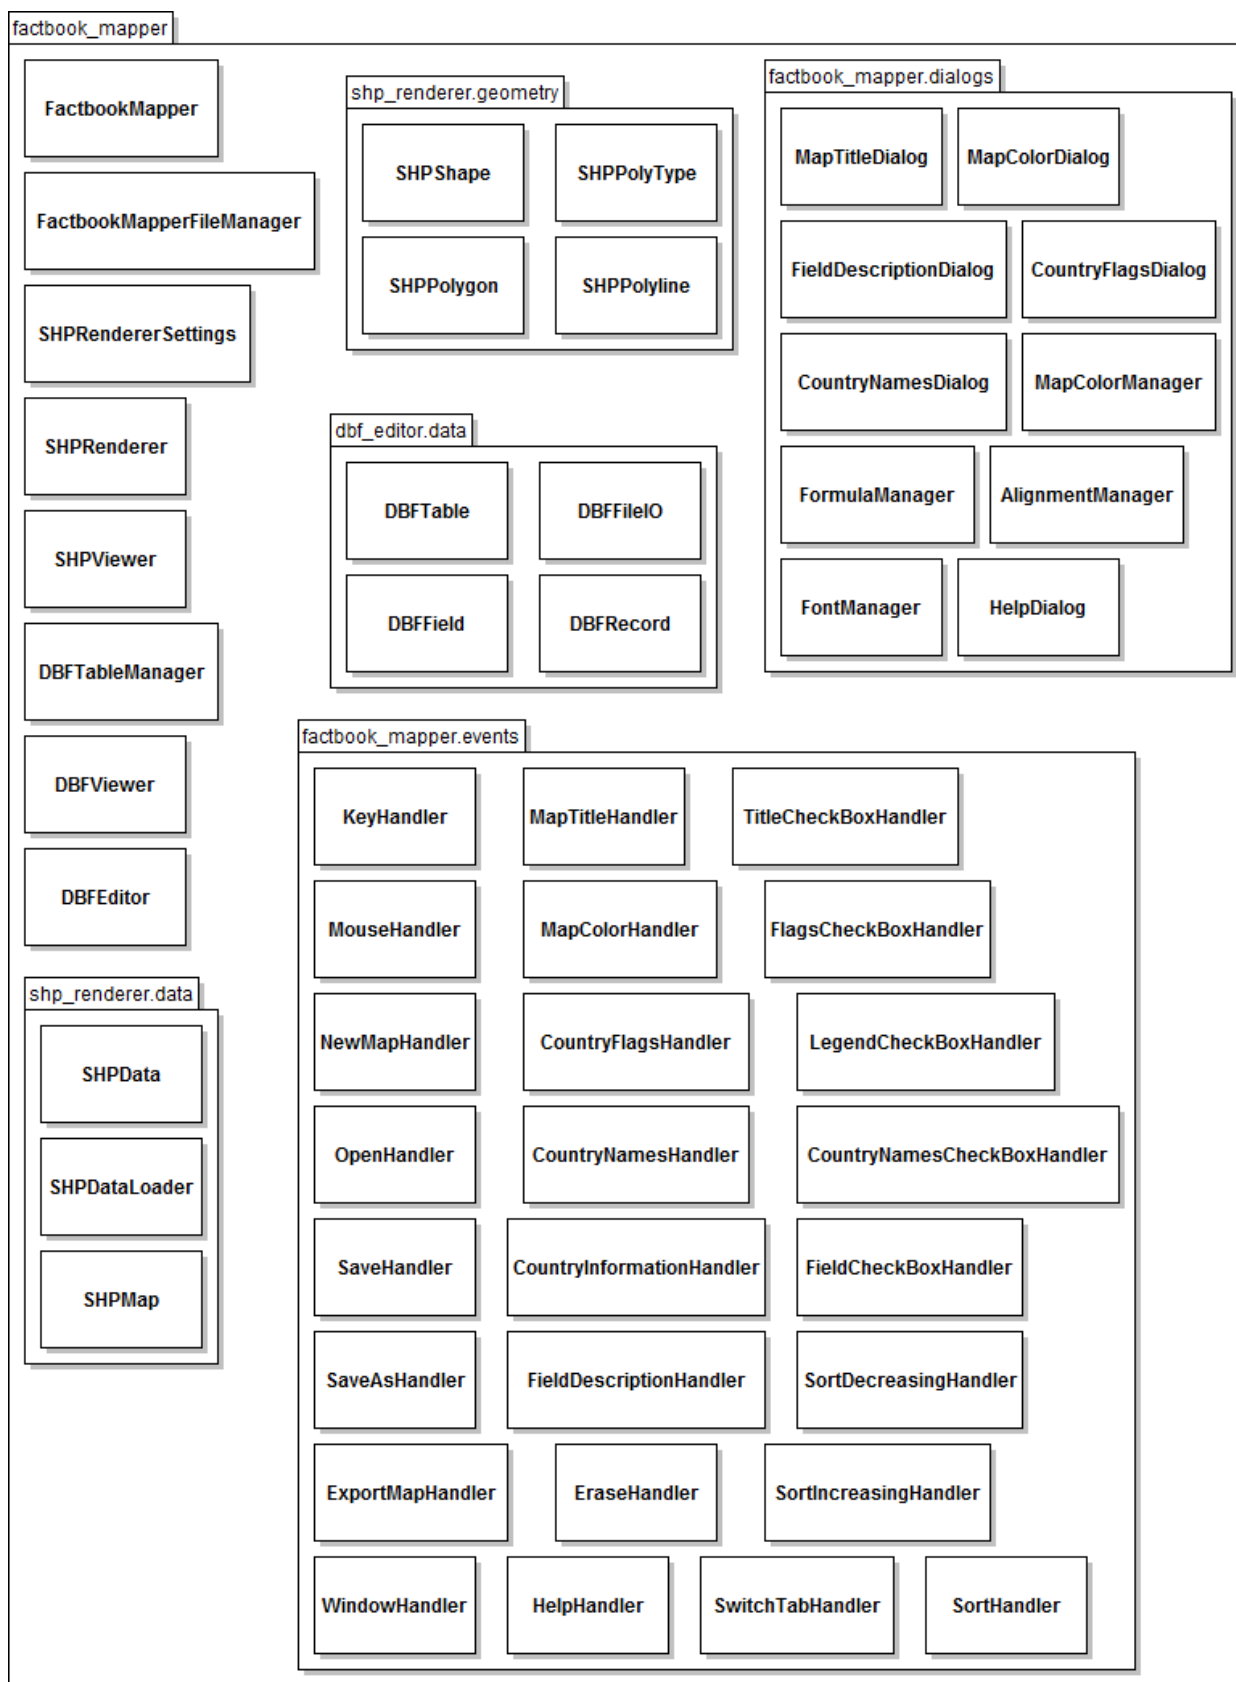 factbook_mapper
FactbookMapper
FactbookMapperFileManager
SHPRendererSettings
SHPRenderer
SHPViewer
DBFTableManager
DBFViewer
DBFEditor
shp_renderer.data
SHPData
SHPDataLoader
SHPMap
shp_renderer.geometry
SHPShape
SHPPolyType
SHPPolygon
SHPPolyline
dbf_editor.data
DBFTable
DBFFileIO
DBFField
DBFRecord
factbook_mapper.dialogs
MapTitleDialog
MapColorDialog
FieldDescriptionDialog
CountryFlagsDialog
CountryNamesDialog
MapColorManager
FormulaManager
AlignmentManager
FontManager
HelpDialog
factbook_mapper.events
KeyHandler
MapTitleHandler
TitleCheckBoxHandler
MouseHandler
MapColorHandler
FlagsCheckBoxHandler
NewMapHandler
CountryFlagsHandler
LegendCheckBoxHandler
OpenHandler
CountryNamesHandler
CountryNamesCheckBoxHandler
SaveHandler
CountryInformationHandler
FieldCheckBoxHandler
SaveAsHandler
FieldDescriptionHandler
SortDecreasingHandler
ExportMapHandler
EraseHandler
SortIncreasingHandler
WindowHandler
HelpHandler
SwitchTabHandler
SortHandler